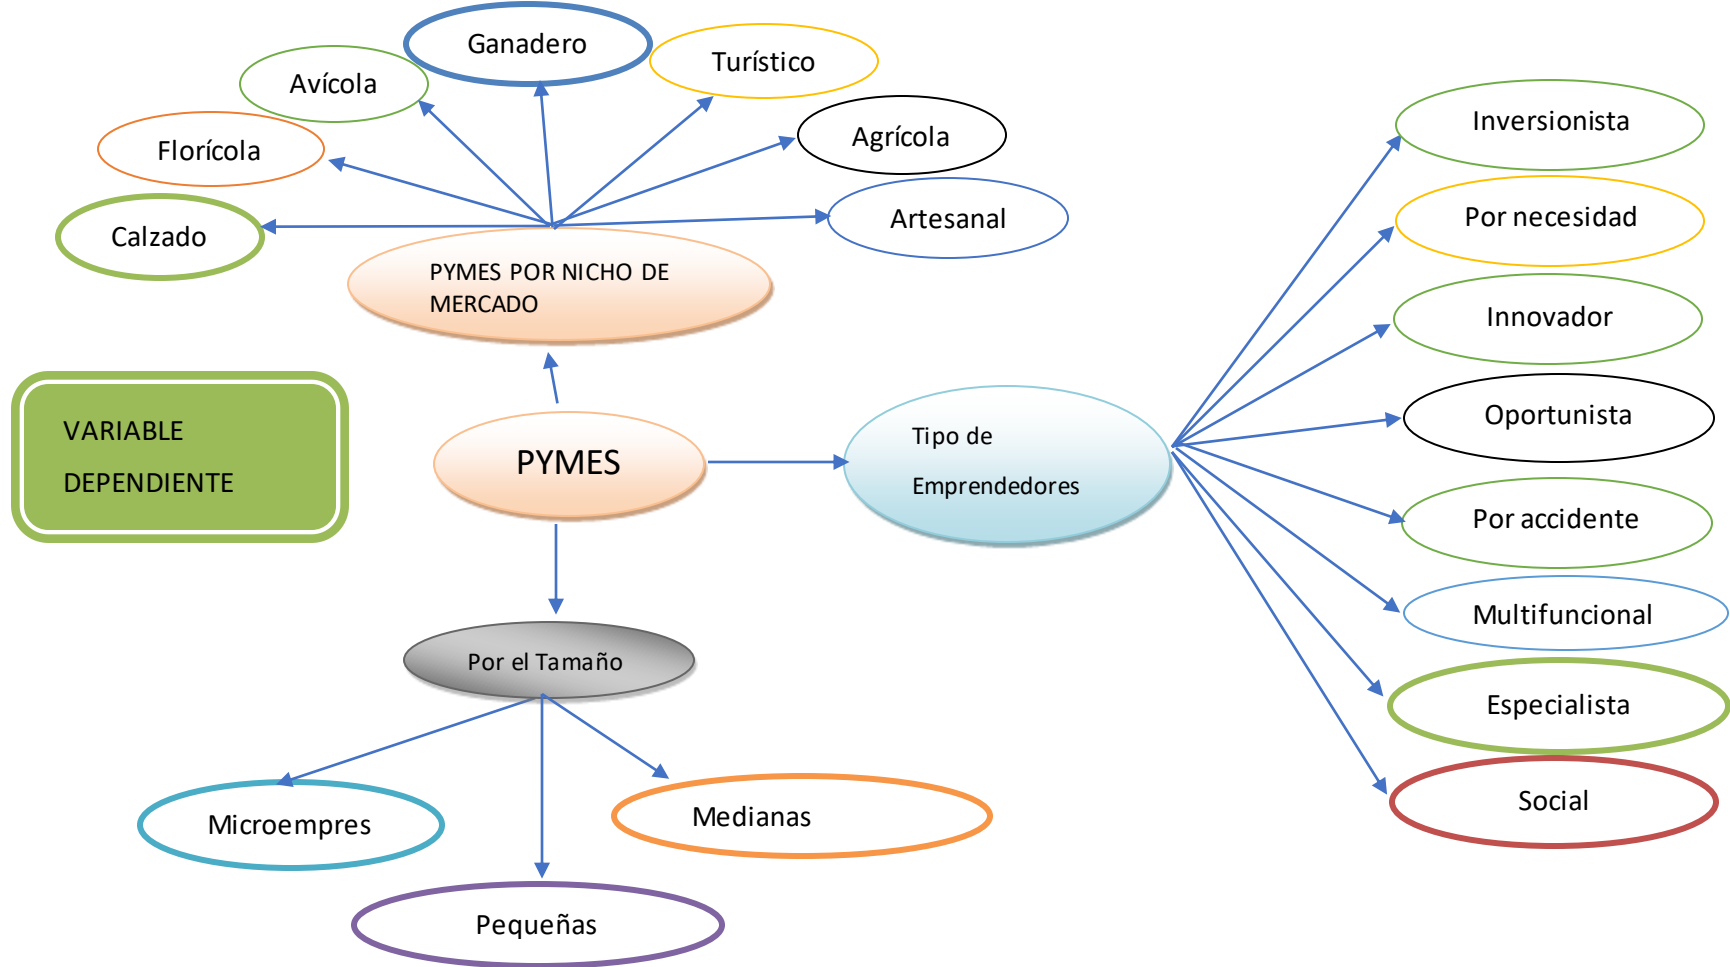 Ganadero
Turístico
Avícola
Agrícola
Florícola
Artesanal
Calzado
PYMES POR NICHO DE
MERCADO
VARIABLE
DEPENDIENTE
PYMES
Tipo de
Emprendedores
Inversionista
Por necesidad
Innovador
Oportunista
Por accidente
Multifuncional
Especialista
Social
Por el Tamaño
Microempres
Medianas
Pequeñas